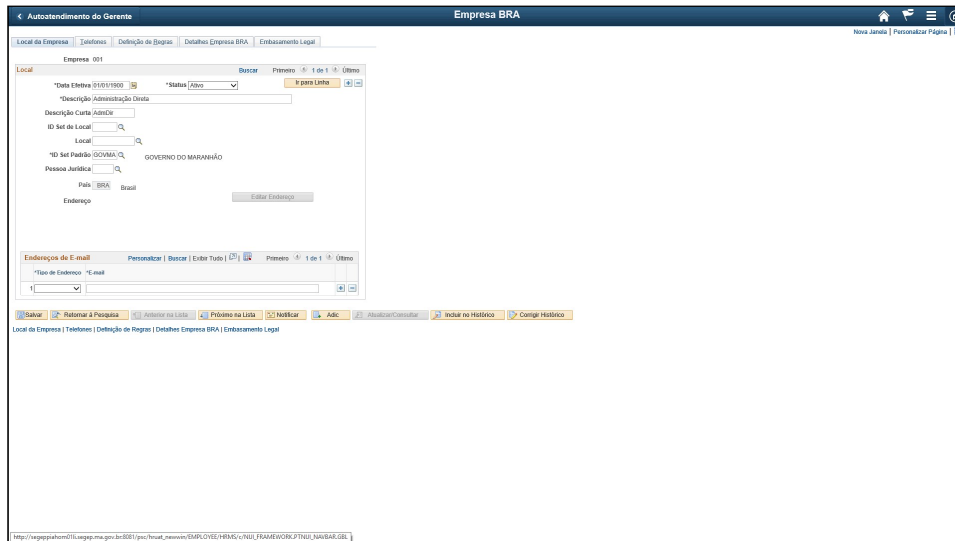 Autoatendimento do Gerente
Empresa BRA
Nova Janela | Personalizar Página |
Local da Empresa Telefones Definição de Regras Detalhes Empresa BRA Embasamento Legal
Empresa 001
Local Buscar Primeiro 1 de 1 Último
*Data Efetiva 01/01/1900 *Status Ativo Ir para Linha
*Descrição Administração Direta
Descrição Curta AdmDir
ID Set de Local
Local
*ID Set Padrão GOVMA GOVERNO DO MARANHÃO
Pessoa Jurídica
País BRA Brasil
Endereço Editar Endereço
Endereços de E-mail Personalizar | Buscar | Exibir Tudo | | Primeiro 1 de 1 Último
*Tipo de Endereço *E-mail
1
Salvar Retornar à Pesquisa Anterior na Lista Próximo na Lista Notificar Adic Atualizar/Consultar Incluir no Histórico Corrigir Histórico
Local da Empresa | Telefones | Definição de Regras | Detalhes Empresa BRA | Embasamento Legal